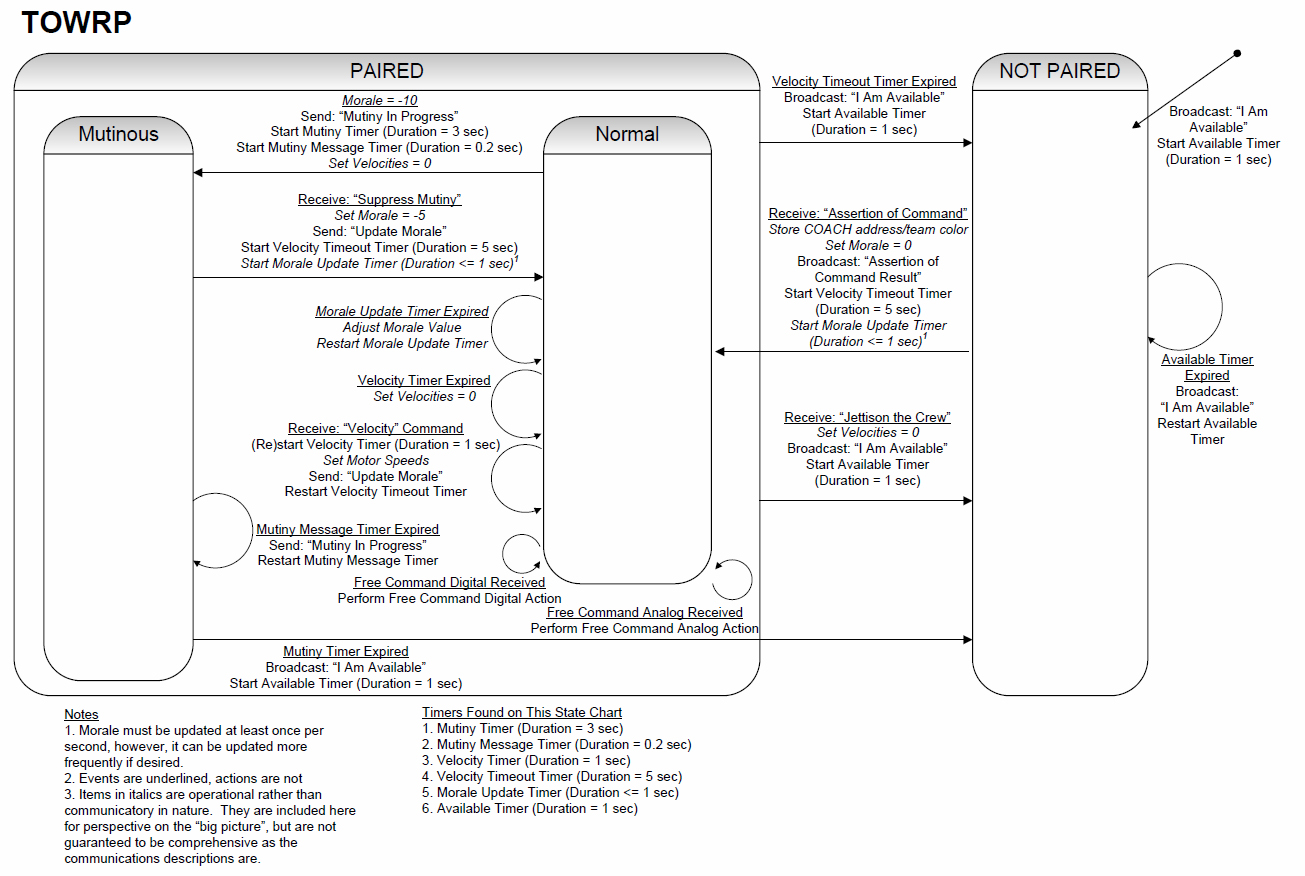 TOWRP
PAIRED
Mutinous
Morale = -10
Send: “Mutiny In Progress”
Start Mutiny Timer (Duration = 3 sec)
Start Mutiny Message Timer (Duration = 0.2 sec)
Set Velocities = 0
Normal
Receive: “Suppress Mutiny”
Set Morale = -5
Send: “Update Morale”
Start Velocity Timeout Timer (Duration = 5 sec)
Start Morale Update Timer (Duration <= 1 sec)1
Morale Update Timer Expired
Adjust Morale Value
Restart Morale Update Timer
Velocity Timer Expired
Set Velocities = 0
Receive: “Velocity” Command
(Re)start Velocity Timer (Duration = 1 sec)
Set Motor Speeds
Send: “Update Morale”
Restart Velocity Timeout Timer
Mutiny Message Timer Expired
Send: “Mutiny In Progress”
Restart Mutiny Message Timer
Free Command Digital Received
Perform Free Command Digital Action
Free Command Analog Received
Perform Free Command Analog Action
Mutiny Timer Expired
Broadcast: “I Am Available”
Start Available Timer (Duration = 1 sec)
Velocity Timeout Timer Expired
Broadcast: “I Am Available”
Start Available Timer
(Duration = 1 sec)
Receive: “Assertion of Command”
Store COACH address/team color
Set Morale = 0
Broadcast: “Assertion of
Command Result”
Start Velocity Timeout Timer
(Duration = 5 sec)
Start Morale Update Timer
(Duration <= 1 sec)1
Receive: “Jettison the Crew”
Set Velocities = 0
Broadcast: “I Am Available”
Start Available Timer
(Duration = 1 sec)
NOT PAIRED
Broadcast: “I Am
Available”
Start Available Timer
(Duration = 1 sec)
Available Timer
Expired
Broadcast:
“I Am Available”
Restart Available
Timer
Notes
1. Morale must be updated at least once per
second, however, it can be updated more
frequently if desired.
2. Events are underlined, actions are not
3. Items in italics are operational rather than
communicatory in nature.  They are included here
for perspective on the “big picture”, but are not
guaranteed to be comprehensive as the
communications descriptions are.
Timers Found on This State Chart
1. Mutiny Timer (Duration = 3 sec)
2. Mutiny Message Timer (Duration = 0.2 sec)
3. Velocity Timer (Duration = 1 sec)
4. Velocity Timeout Timer (Duration = 5 sec)
5. Morale Update Timer (Duration <= 1 sec)
6. Available Timer (Duration = 1 sec)